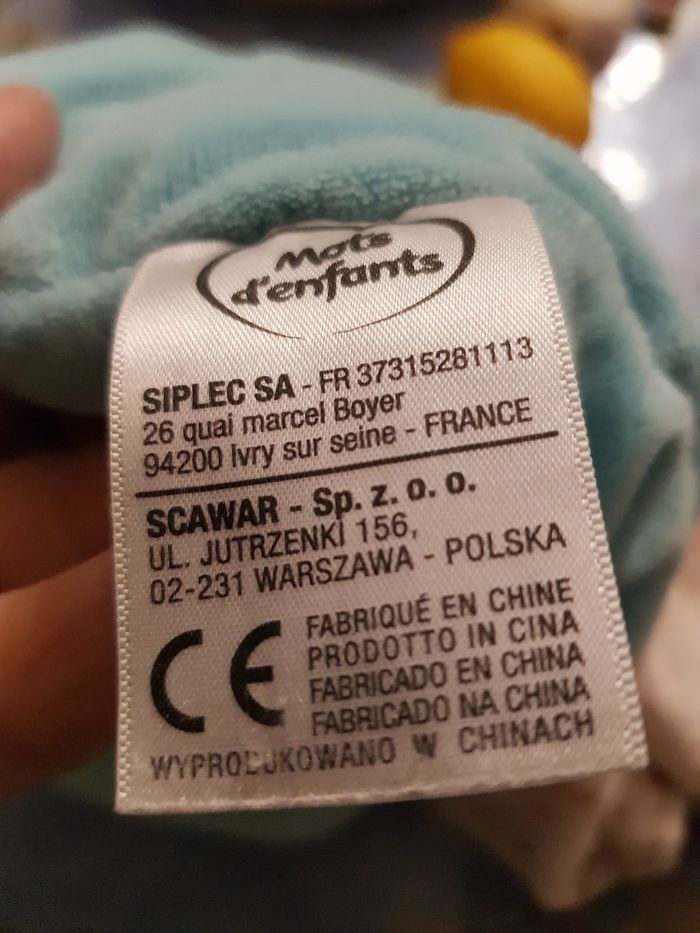 Mots
d'enfants
SIPLEC SA - FR 37315281113
26 quai marcel Boyer
94200 Ivry sur seine - FRANCE
SCAWAR - Sp. z. o. o.
UL. JUTRZENKI 156,
02-231 WARSZAWA - POLSKA
CE
FABRIQUÉ EN CHINE
PRODOTTO IN CINA
FABRICADO EN CHINA
FABRICADO NA CHINA
WYPRODUKOWANO W CHINACH